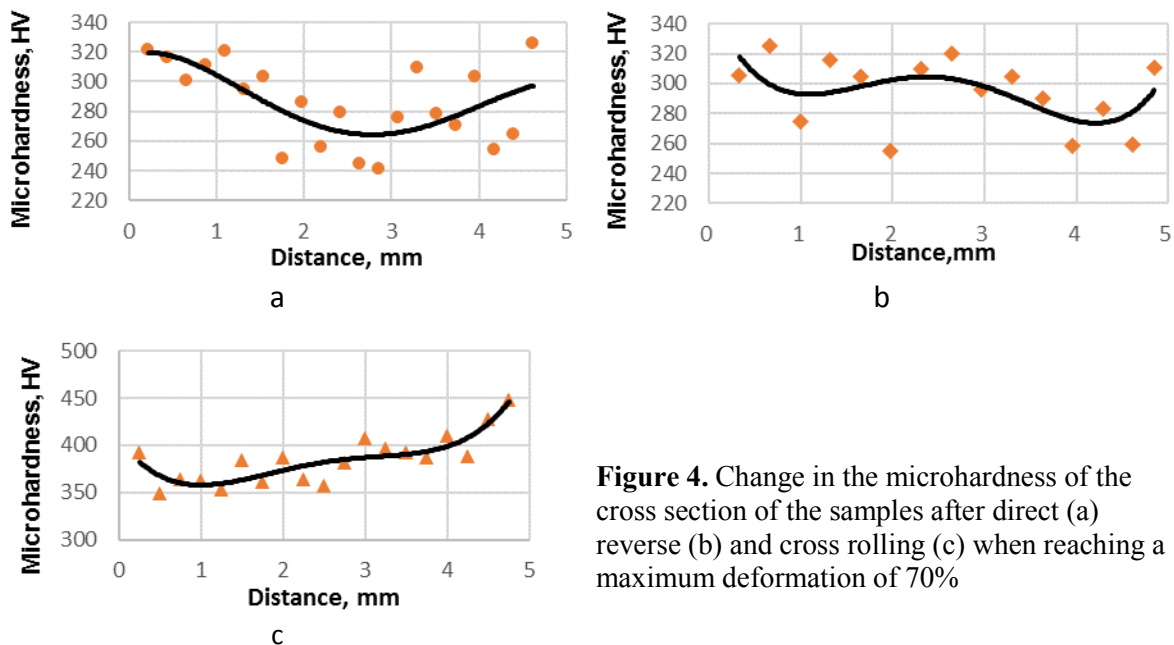 Microhardness, HV
340
320
300
280
260
240
220
0 1 2 3 4 5
Distance, mm
a
Microhardness, HV
340
320
300
280
260
240
220
0 1 2 3 4 5
Distance,mm
b
Microhardness, HV
500
450
400
350
300
0 1 2 3 4 5
Distance, mm
c
Figure 4. Change in the microhardness of the
cross section of the samples after direct (a)
reverse (b) and cross rolling (c) when reaching a
maximum deformation of 70%